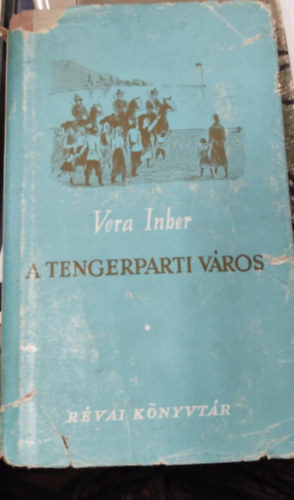 Vera Inber
A TENGERPARTI VÁROS
RÉVAI KÖNYVTÁR